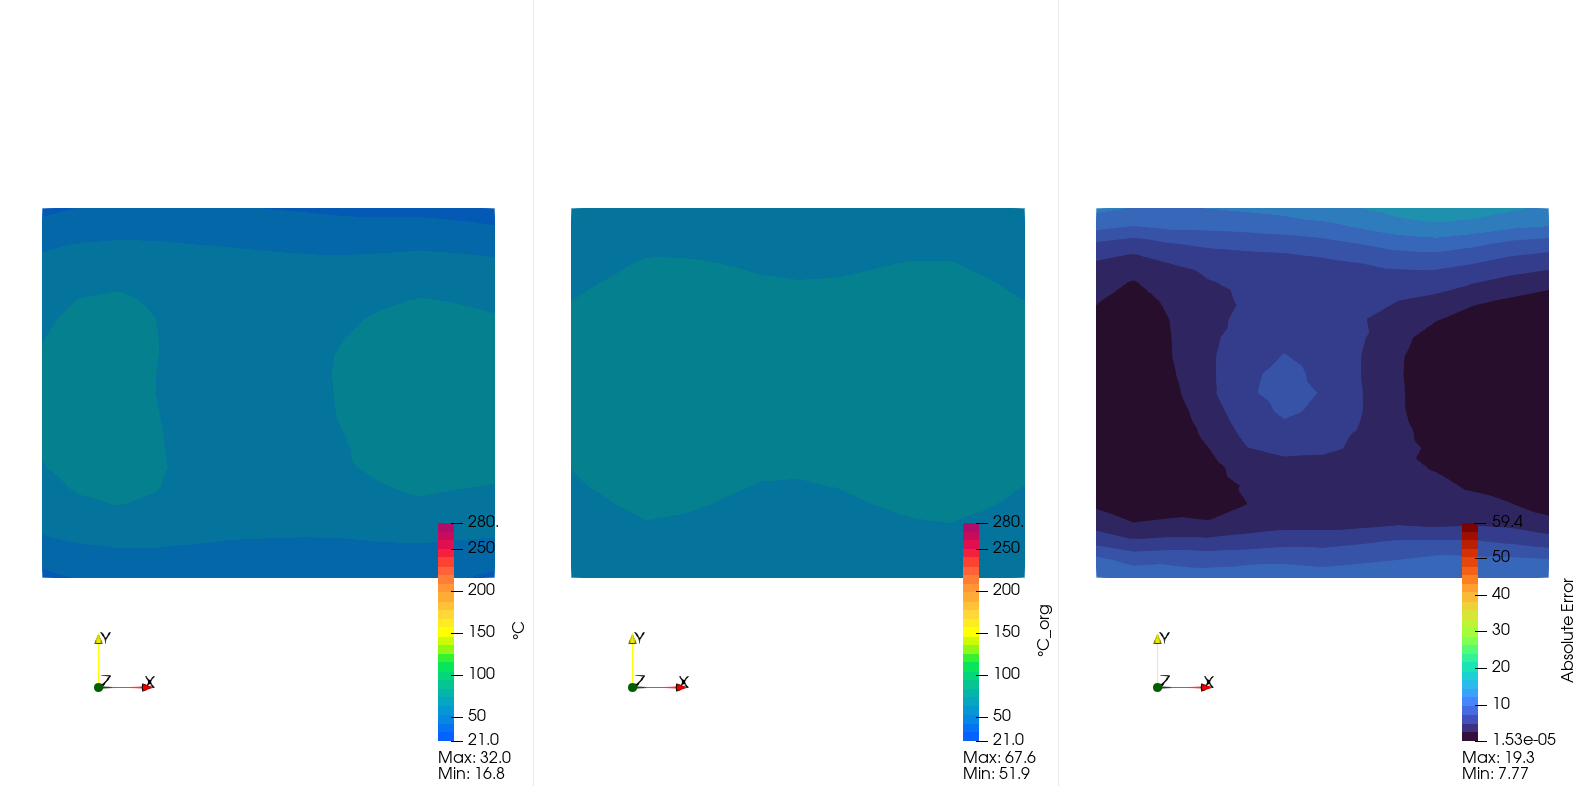 280.
250
200
150
100
50
21.0
°C
Max: 32.0
Min: 16.8
Y
Z
X
280.
250
200
150
100
50
21.0
°C_org
Max: 67.6
Min: 51.9
Y
Z
X
59.4
50
40
30
20
10
1.53e-05
Absolute Error
Max: 19.3
Min: 7.77
Y
Z
X